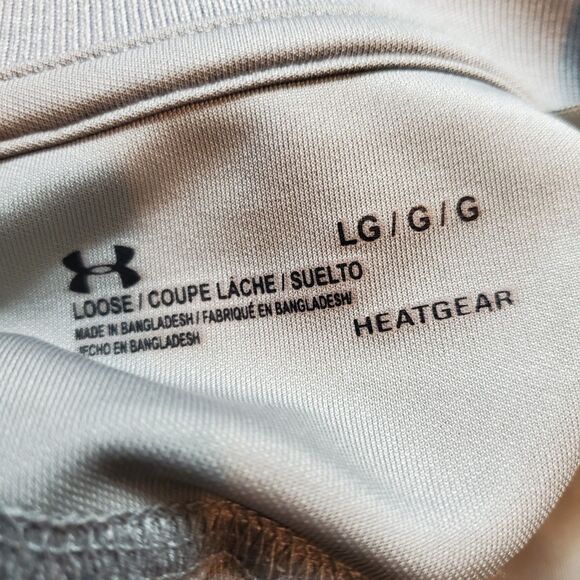 LG / G / G
LOOSE / COUPE LÂCHE / SUELTO
MADE IN BANGLADESH / FABRIQUÉ EN BANGLADESH/
HECHO EN BANGLADESH
HEATGEAR